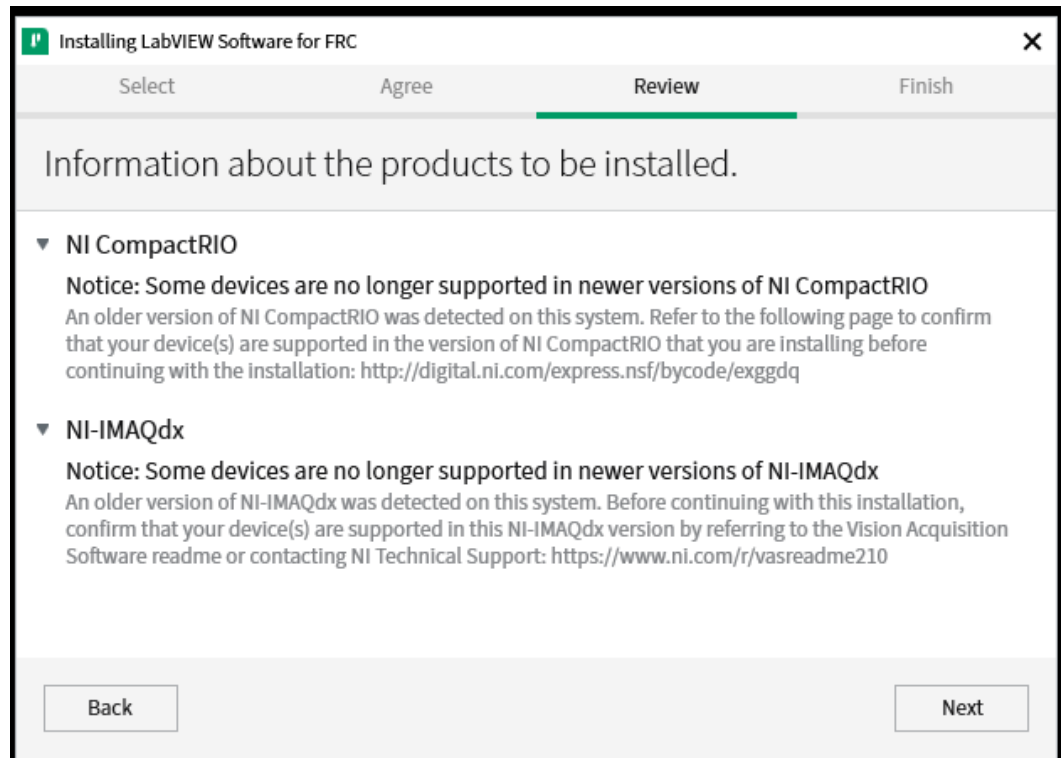 Installing LabVIEW Software for FRC
Select Agree Review Finish
Information about the products to be installed.
NI CompactRIO
Notice: Some devices are no longer supported in newer versions of NI CompactRIO
An older version of NI CompactRIO was detected on this system. Refer to the following page to confirm
that your device(s) are supported in the version of NI CompactRIO that you are installing before
continuing with the installation: http://digital.ni.com/express.nsf/bycode/exggdq
NI-IMAQdx
Notice: Some devices are no longer supported in newer versions of NI-IMAQdx
An older version of NI-IMAQdx was detected on this system. Before continuing with this installation,
confirm that your device(s) are supported in this NI-IMAQdx version by referring to the Vision Acquisition
Software readme or contacting NI Technical Support: https://www.ni.com/r/vasreadme210
Back Next